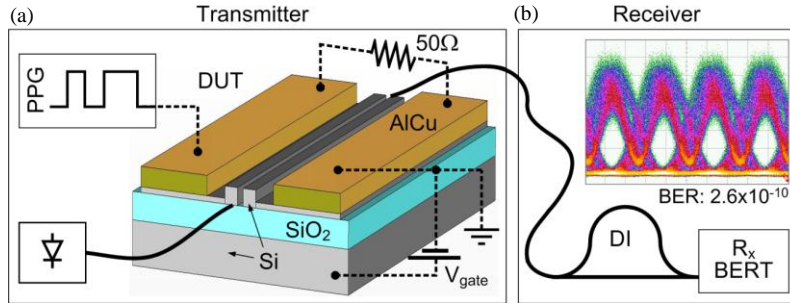 (a)
Transmitter
PPG
DUT
50Ω
AlCu
SiO2
Si
Vgate
(b)
Receiver
BER: 2.6x10-10
DI
Rx
BERT